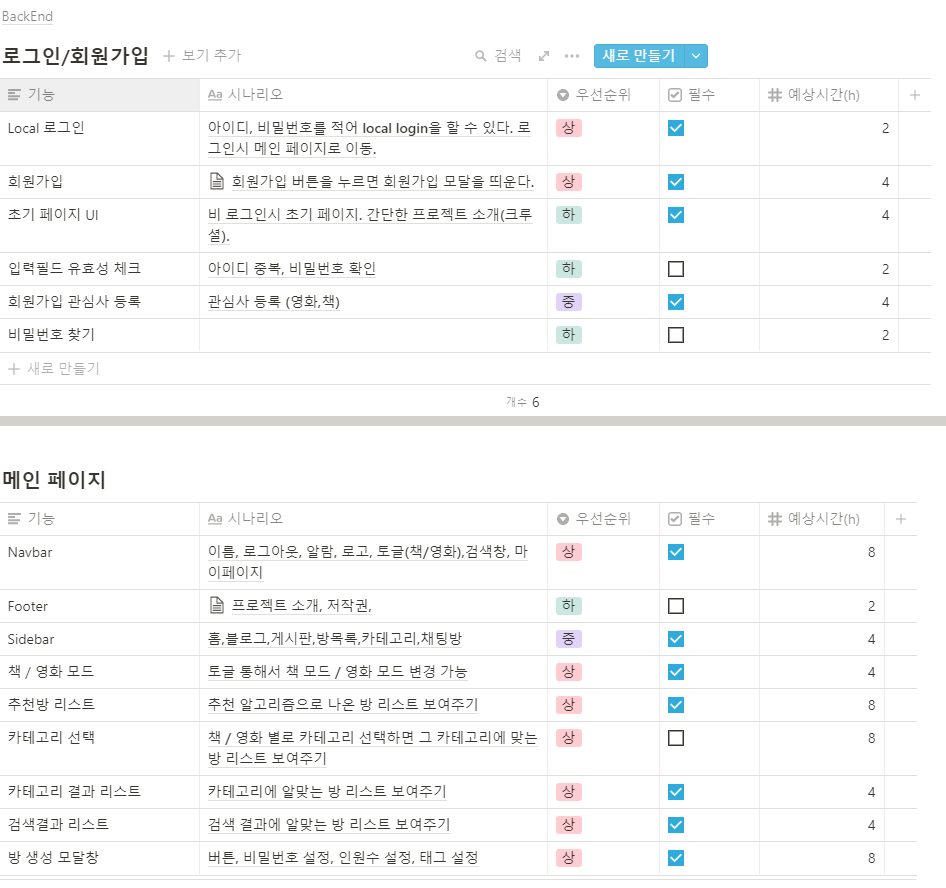 BackEnd
로그인/회원가입 + 보기 추가 검색 ••• 새로 만들기
기능 Aa 시나리오 우선순위 필수 # 예상시간(h) +
Local 로그인 아이디, 비밀번호를 적어 local login을 할 수 있다. 로 상 2
그인시 메인 페이지로 이동.
회원가입 회원가입 버튼을 누르면 회원가입 모달을 띄운다. 상 4
초기 페이지 UI 비 로그인시 초기 페이지. 간단한 프로젝트 소개(크루 하 4
셜).
입력필드 유효성 체크 아이디 중복, 비밀번호 확인 하 2
회원가입 관심사 등록 관심사 등록 (영화,책) 중 4
비밀번호 찾기 하 2
+ 새로 만들기
개수 6
메인 페이지
기능 Aa 시나리오 우선순위 필수 # 예상시간(h) +
Navbar 이름, 로그아웃, 알람, 로고, 토글(책/영화),검색창, 마 상 8
이페이지
Footer 프로젝트 소개, 저작권, 하 2
Sidebar 홈,블로그,게시판,방목록,카테고리,채팅방 중 4
책 / 영화 모드 토글 통해서 책 모드 / 영화 모드 변경 가능 상 4
추천방 리스트 추천 알고리즘으로 나온 방 리스트 보여주기 상 8
카테고리 선택 책 / 영화 별로 카테고리 선택하면 그 카테고리에 맞는 상 8
방 리스트 보여주기
카테고리 결과 리스트 카테고리에 알맞는 방 리스트 보여주기 상 4
검색결과 리스트 검색 결과에 알맞는 방 리스트 보여주기 상 4
방 생성 모달창 버튼, 비밀번호 설정, 인원수 설정, 태그 설정 상 8